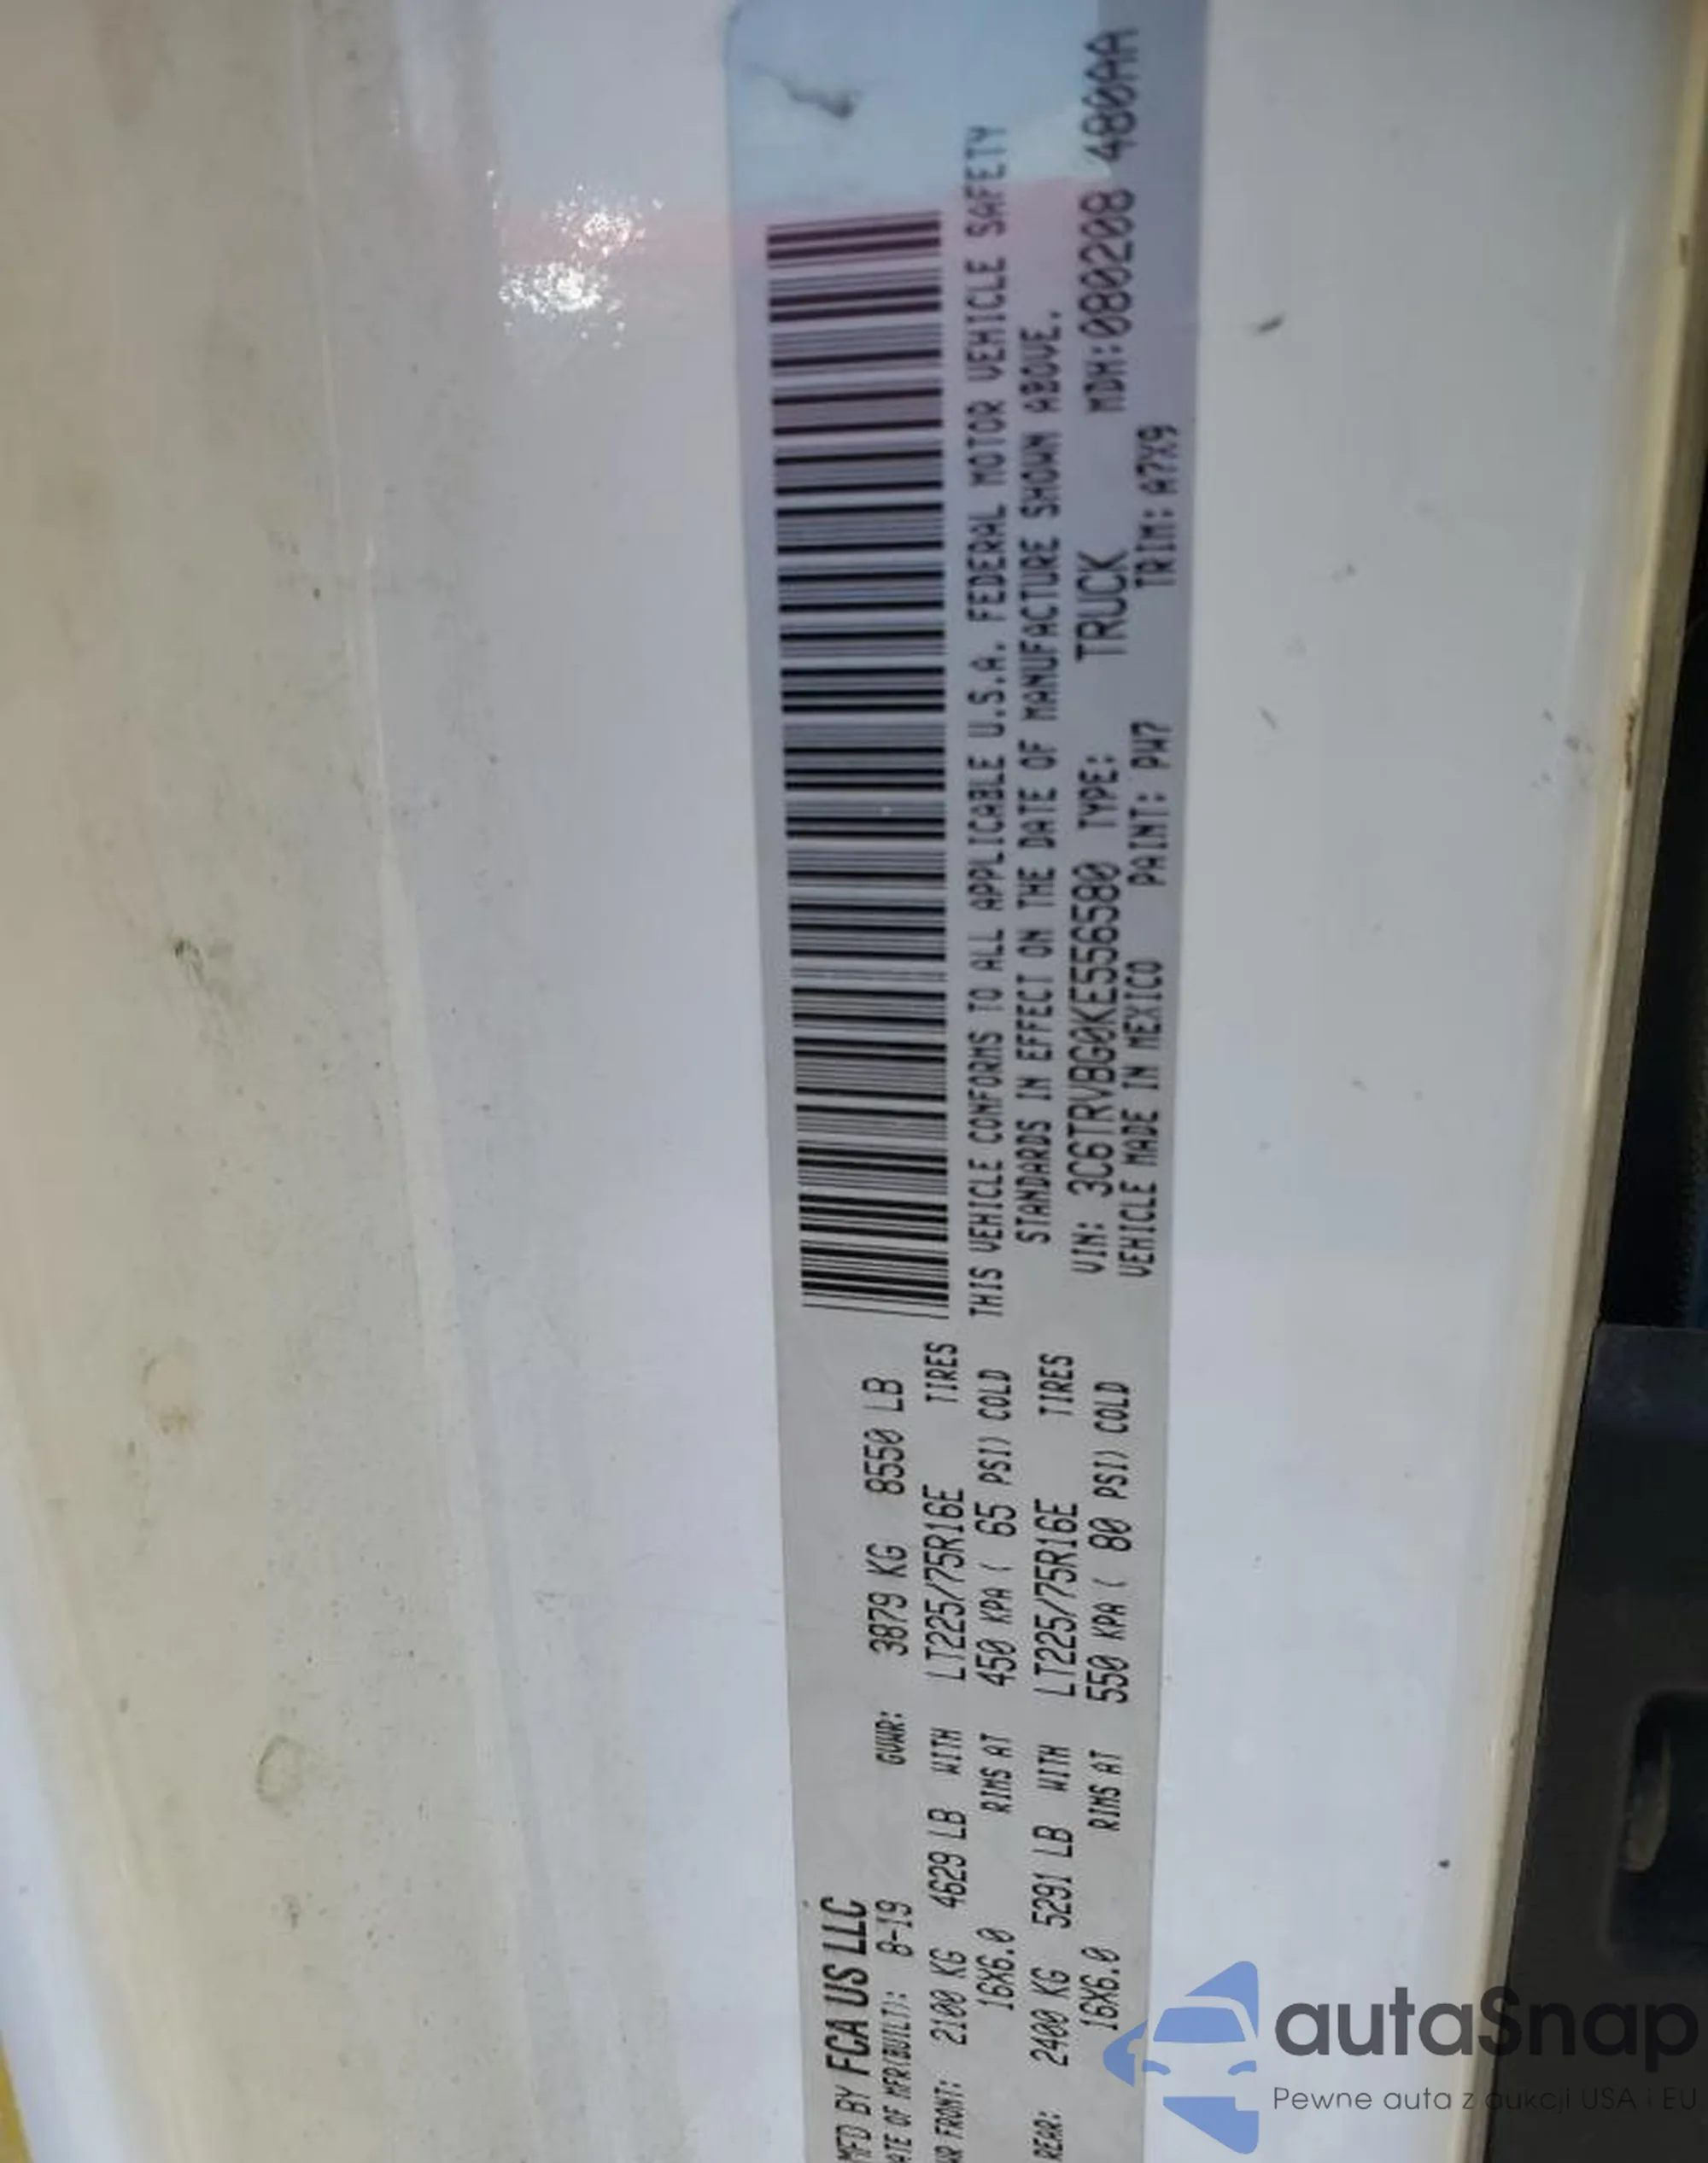 MFD BY FCA US LLC
ATE OF MFR(BUILT): 8-19 GVWR: 3879 KG 8550 LB
WR FRONT: 2100 KG 4629 LB WITH LT225/75R16E TIRES
16X6.0 RIMS AT 450 KPA ( 65 PSI) COLD
REAR: 2400 KG 5291 LB WITH LT225/75R16E TIRES
16X6.0 RIMS AT 550 KPA ( 80 PSI) COLD
THIS VEHICLE CONFORMS TO ALL APPLICABLE U.S.A. FEDERAL MOTOR VEHICLE SAFETY
STANDARDS IN EFFECT ON THE DATE OF MANUFACTURE SHOWN ABOVE.
VIN: 3C6TRVBG0KE556580 TYPE: TRUCK MDH:080208 480AA
VEHICLE MADE IN MEXICO PAINT: PW7 TRIM: A7X9
autaSnap
Pewne auta z aukcji USA i EU